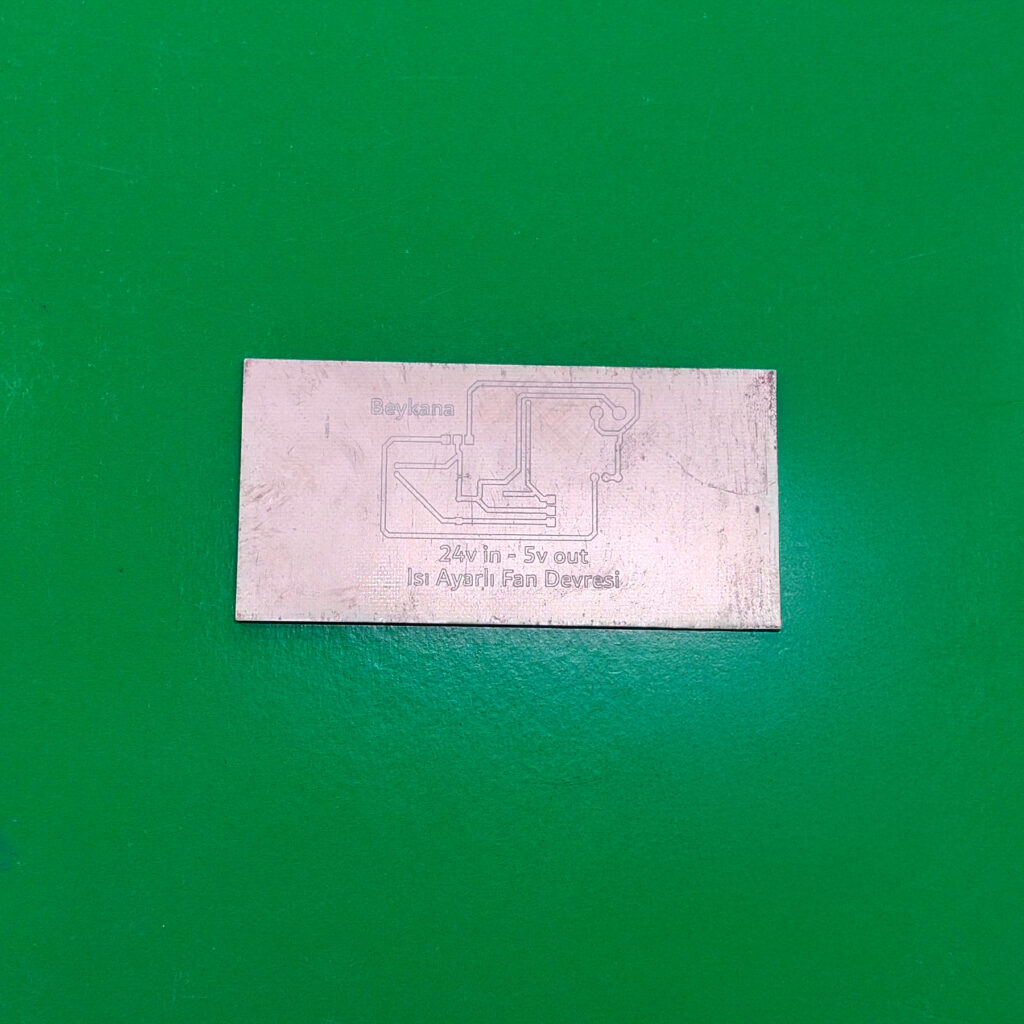 Beykana
24v in - 5v out
Isı Ayarlı Fan Devresi